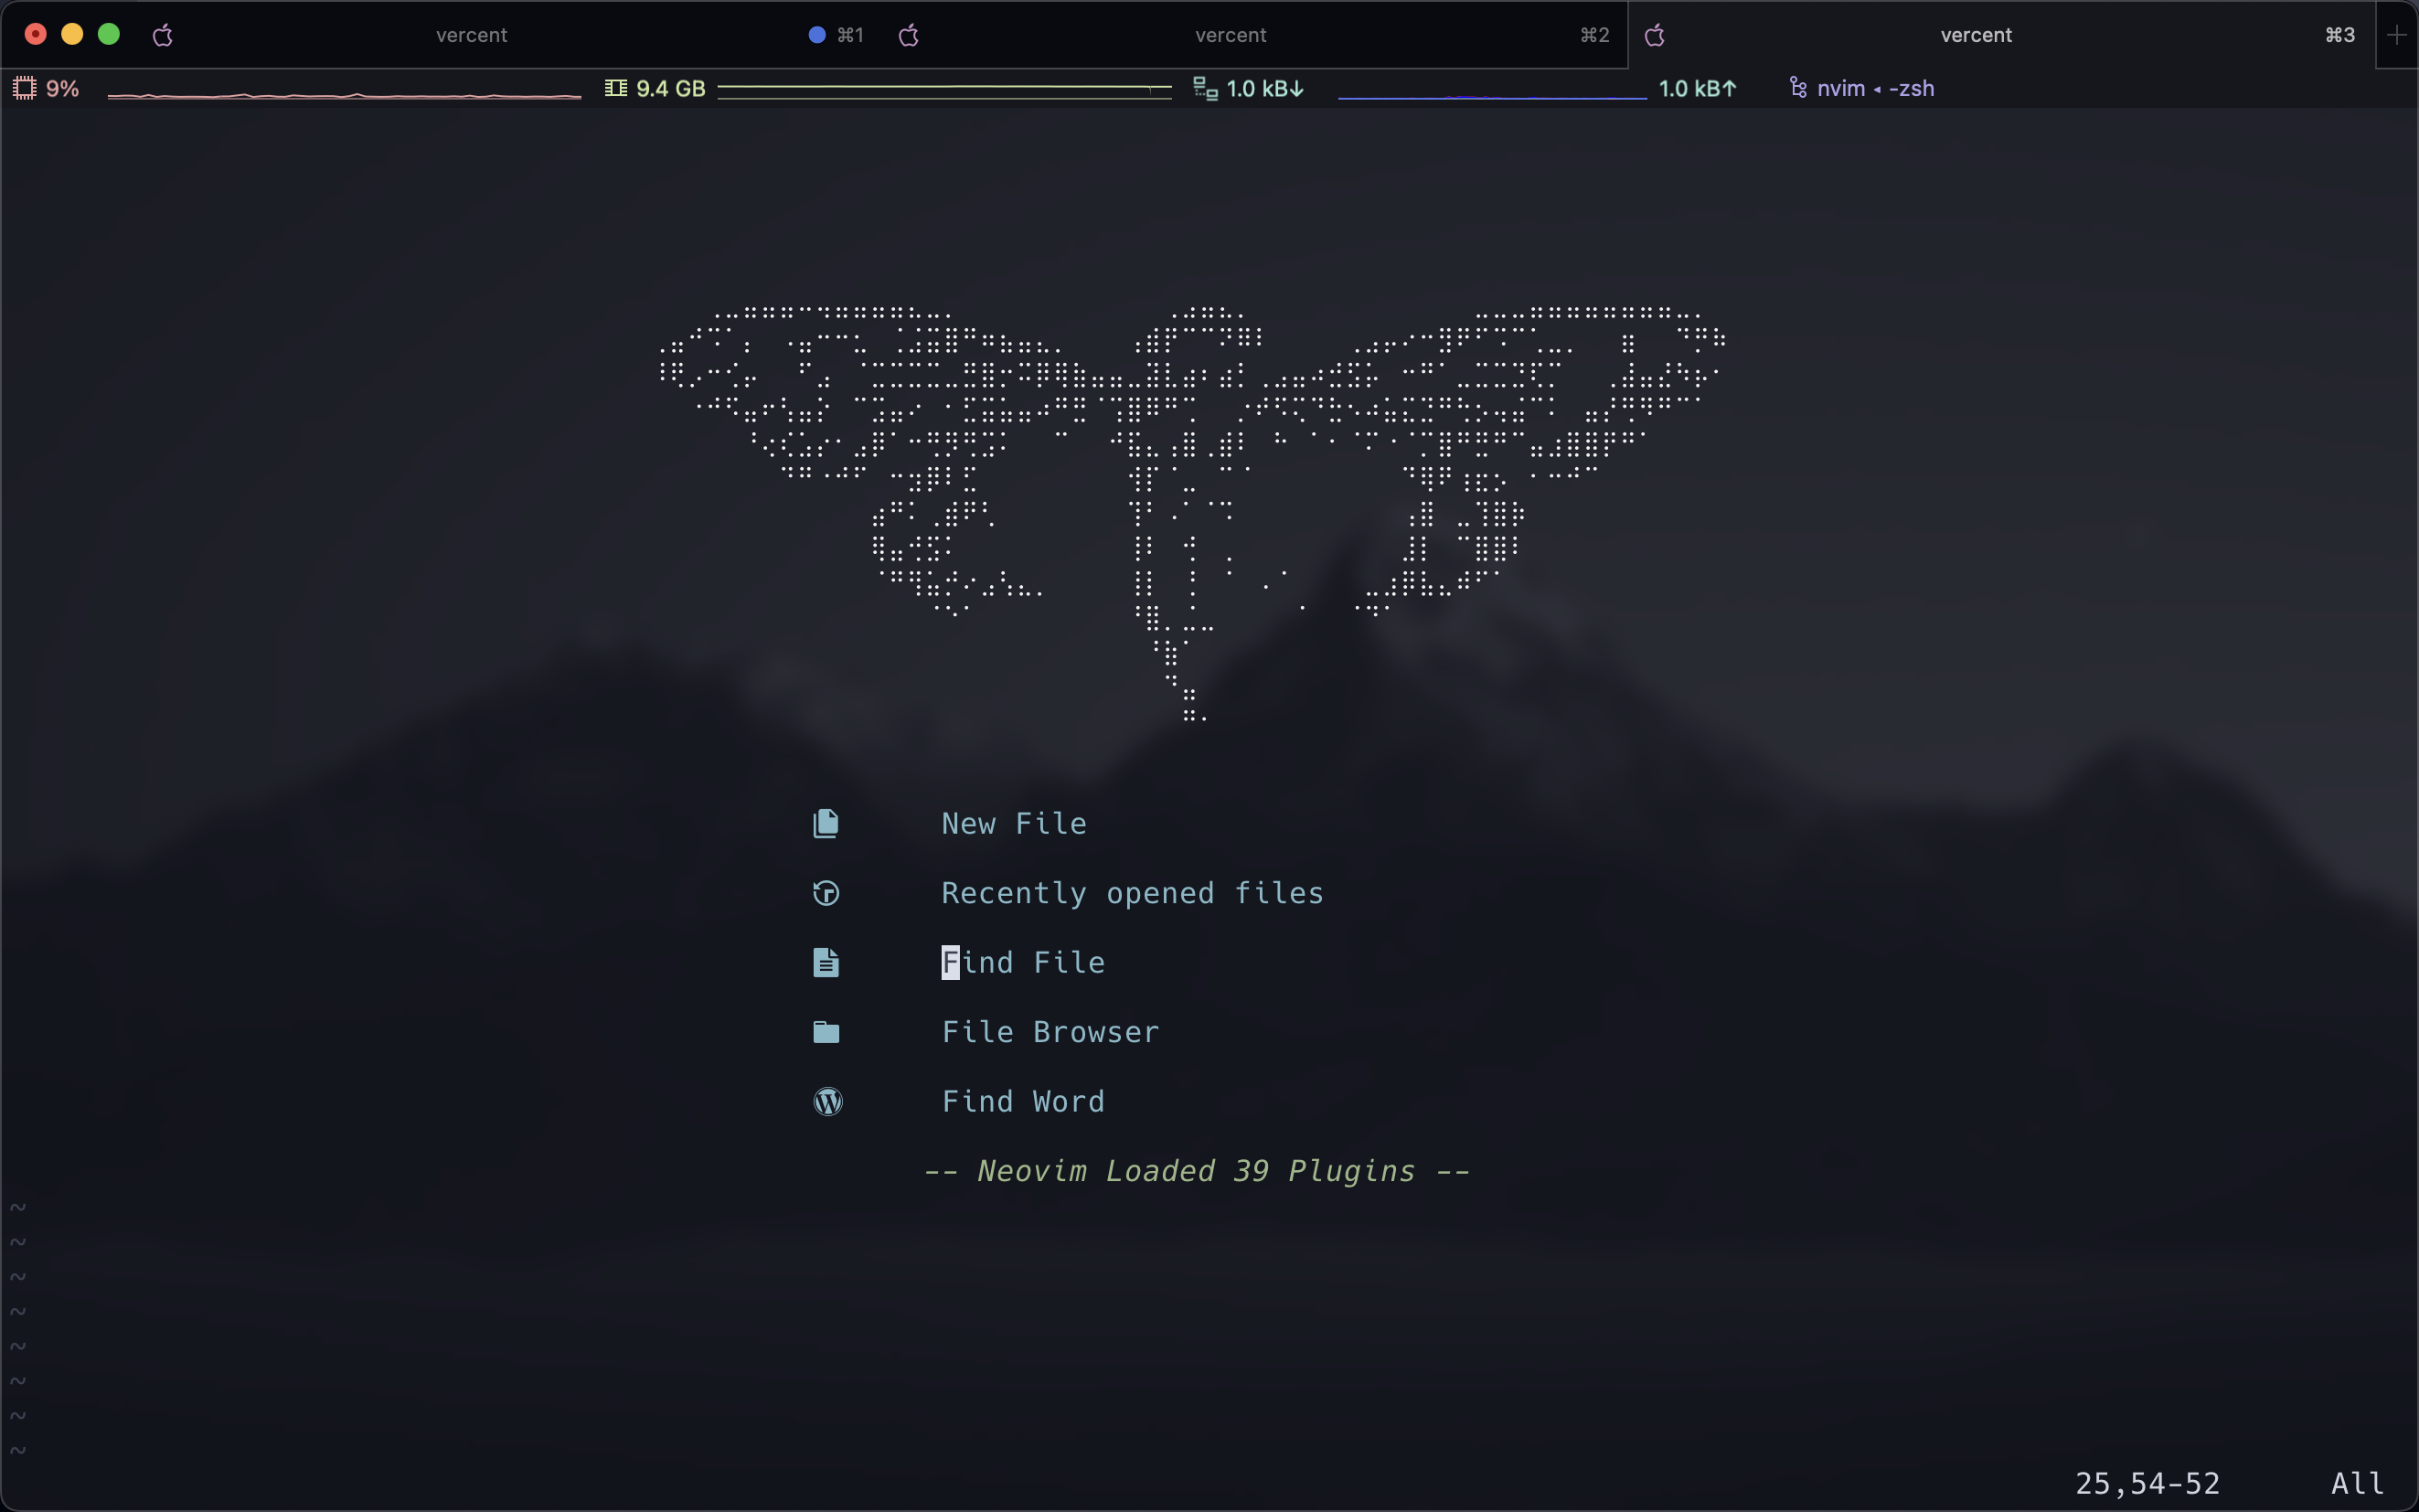 vercent ⌘1 vercent ⌘2 vercent ⌘3
9% 9.4 GB 1.0 kB↓ 1.0 kB↑ nvim ◂ -zsh
New File
Recently opened files
Find File
File Browser
Find Word
-- Neovim Loaded 39 Plugins --
~
~
~
~
~
~
~
~
25,54-52 All